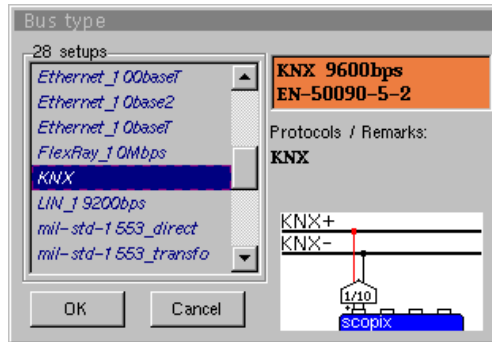 Bus type
28 setups
Ethernet_100baseT
Ethernet_10base2
Ethernet_10baseT
FlexRay_10Mbps
KNX
LIN_19200bps
mil-std-1553_direct
mil-std-1553_transfo
OK
Cancel
KNX 9600bps
EN-50090-5-2
Protocols / Remarks:
KNX
KNX+
KNX-
1/10
scopix